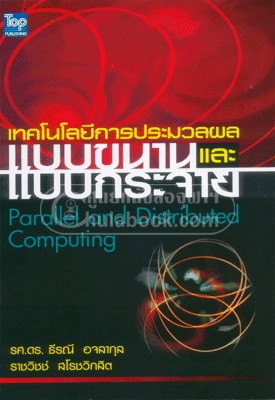 Top
PUBLISHING
เทคโนโลยีการประมวลผล
แบบขนานและ
แบบกระจาย
Parallel and Distributed
Computing
chulabook.com
รศ.ดร. ธีรณี อจลากุล
ราชวิชช์ สโรชวิกสิต